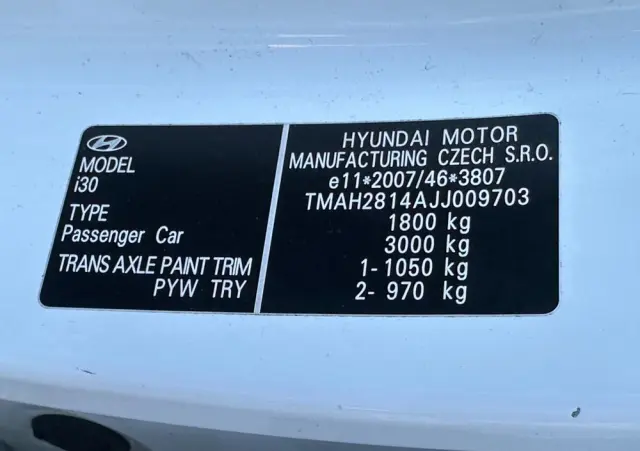 MODEL
i30
TYPE
Passenger Car
TRANS AXLE PAINT TRIM
PYW TRY
HYUNDAI MOTOR
MANUFACTURING CZECH S.R.O.
e11*2007/46*3807
TMAH2814AJJ009703
1800 kg
3000 kg
1- 1050 kg
2- 970 kg